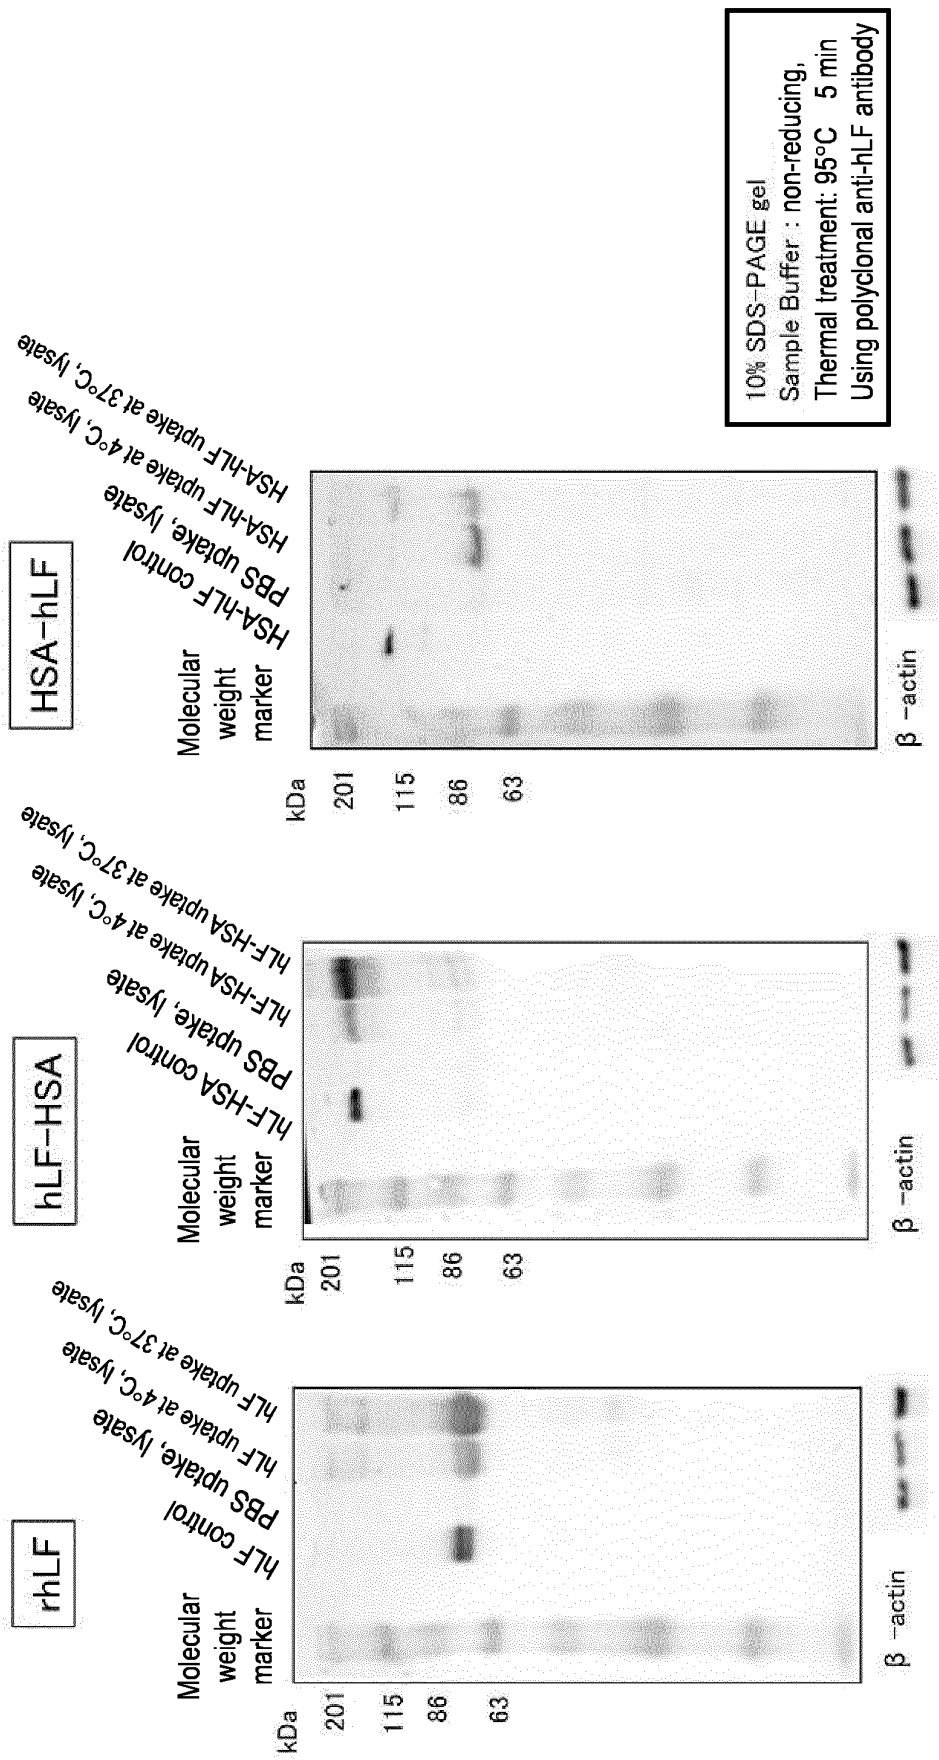 rhLF
Molecular
weight
marker
hLF control
PBS uptake, lysate
hLF uptake at 4°C, lysate
hLF uptake at 37°C, lysate
kDa
201
115
86
63
β-actin
hLF-HSA
Molecular
weight
marker
hLF-HSA control
PBS uptake, lysate
hLF-HSA uptake at 4°C, lysate
hLF-HSA uptake at 37°C, lysate
kDa
201
115
86
63
β-actin
HSA-hLF
Molecular
weight
marker
HSA-hLF control
PBS uptake, lysate
HSA-hLF uptake at 4°C, lysate
HSA-hLF uptake at 37°C, lysate
kDa
201
115
86
63
β-actin
10% SDS-PAGE gel
Sample Buffer : non-reducing,
Thermal treatment: 95°C 5 min
Using polyclonal anti-hLF antibody